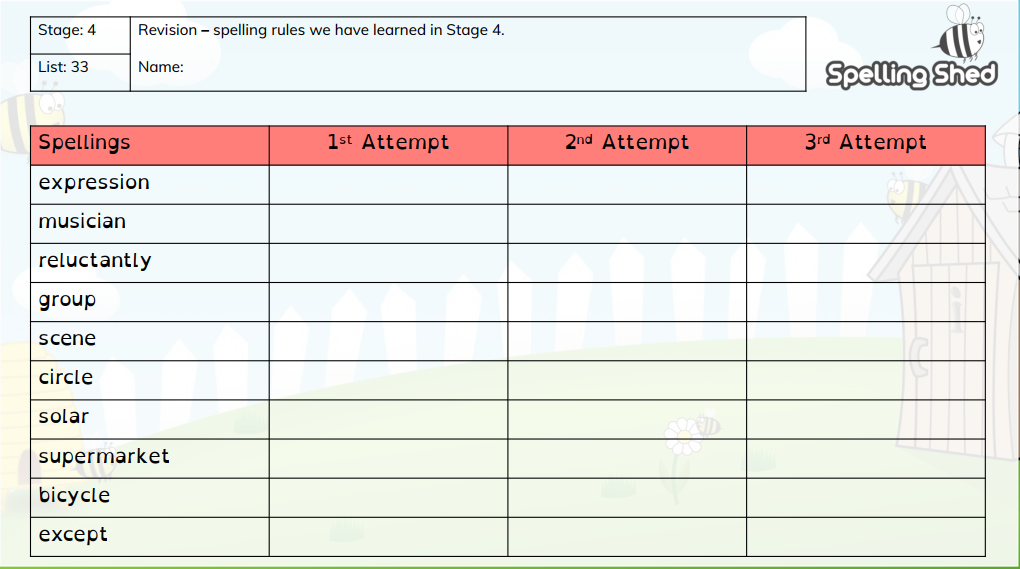 Stage: 4
Revision – spelling rules we have learned in Stage 4.
List: 33
Name:
Spelling Shed
Spellings 1st Attempt 2nd Attempt 3rd Attempt
expression
musician
reluctantly
group
scene
circle
solar
supermarket
bicycle
except